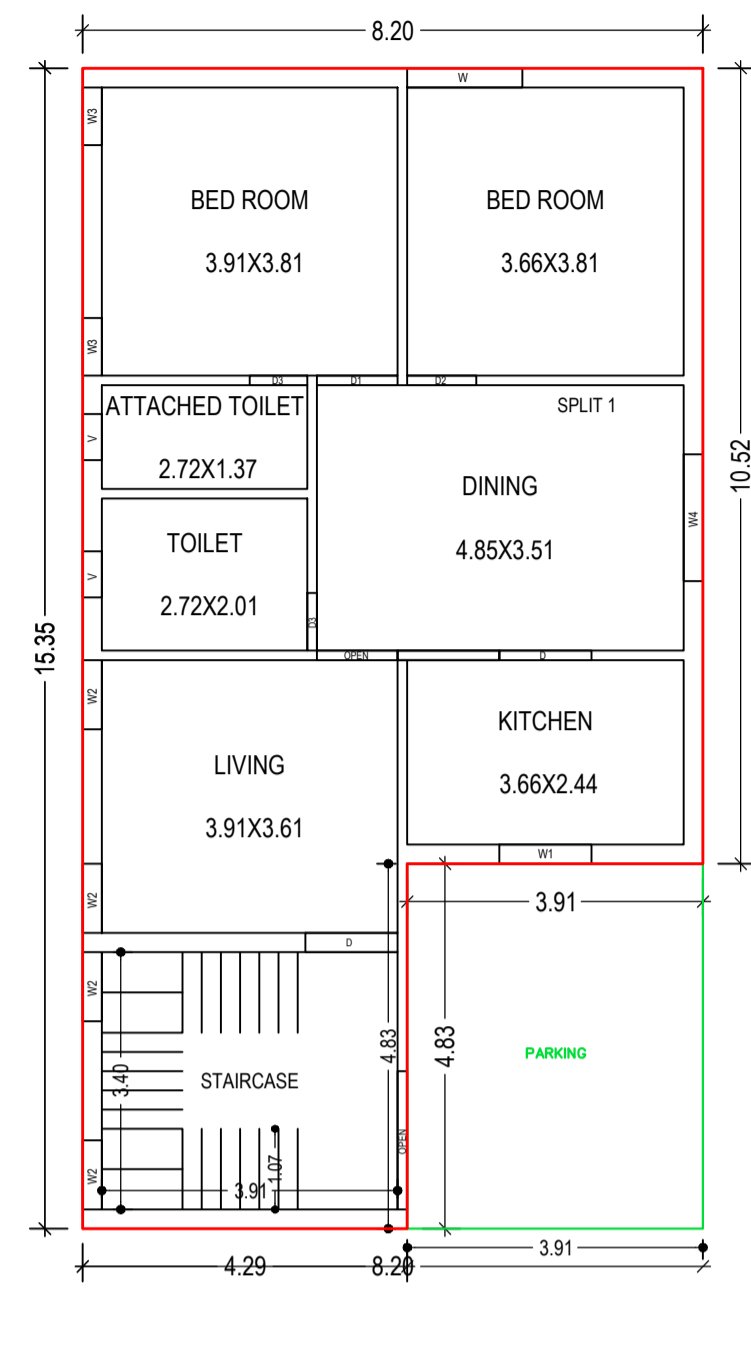 8.20
W
W3
BED ROOM
3.91X3.81
BED ROOM
3.66X3.81
W3
D3
D1
D2
ATTACHED TOILET
2.72X1.37
V
SPLIT 1
DINING
4.85X3.51
W4
10.52
TOILET
2.72X2.01
V
D3
15.35
OPEN
D
W2
LIVING
3.91X3.61
KITCHEN
3.66X2.44
W1
W2
3.91
D
W2
4.83
4.83
3.40
STAIRCASE
PARKING
OPEN
1.07
W2
3.91
3.91
4.29
8.20